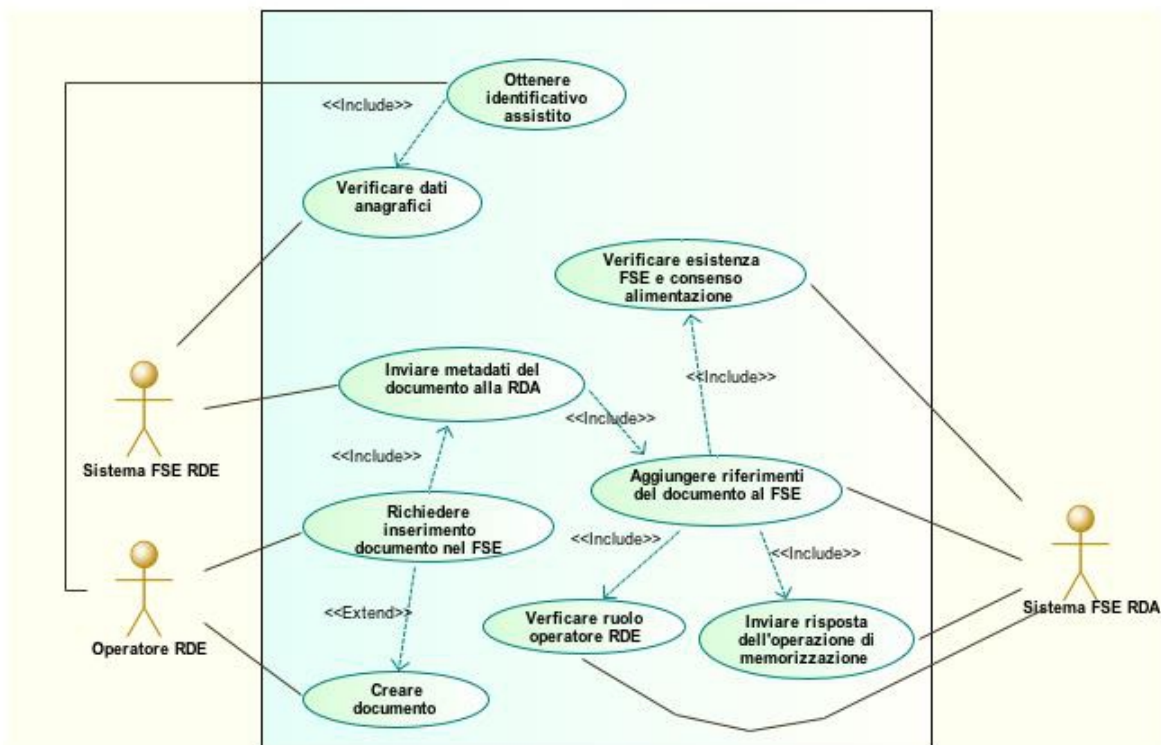 Ottenere
identificativo
assistito
<<Include>>
Verificare dati
anagrafici
Verificare esistenza
FSE e consenso
alimentazione
Inviare metadati del
documento alla RDA
<<Include>>
<<Include>>
Sistema FSE RDE
<<Include>>
Aggiungere riferimenti
del documento al FSE
Richiedere
inserimento
documento nel FSE
<<Include>>
<<Include>>
<<Extend>>
Verficare ruolo
operatore RDE
Inviare risposta
dell'operazione di
memorizzazione
Sistema FSE RDA
Operatore RDE
Creare
documento